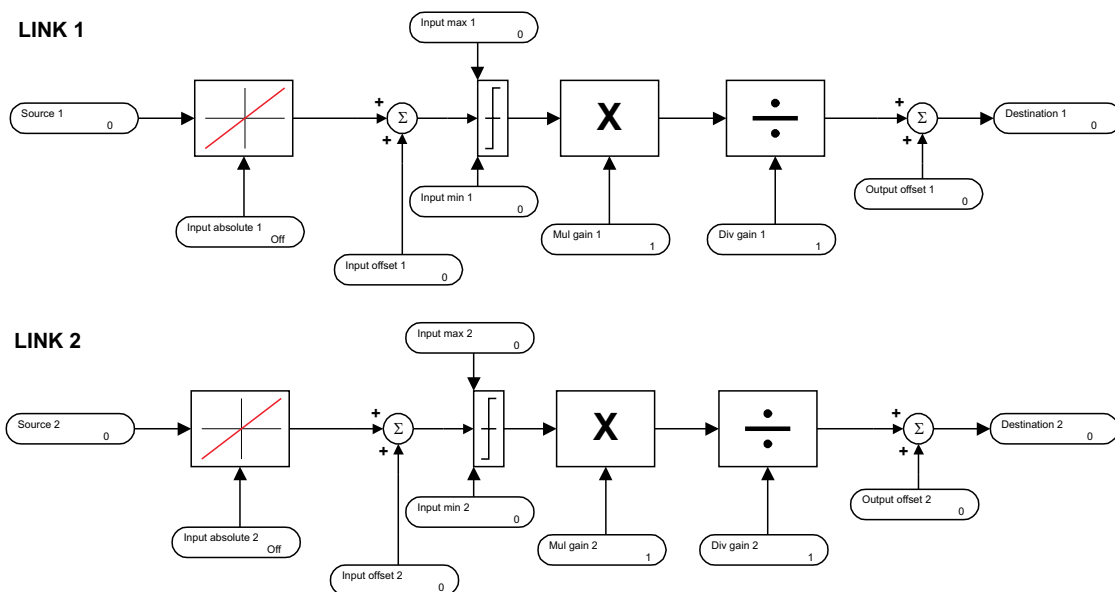 LINK 1
Input max 1
0
Source 1
0
+
+
Σ
X
÷
+
+
Σ
Destination 1
0
Input absolute 1
Off
Input min 1
0
Output offset 1
0
Input offset 1
0
Mul gain 1
1
Div gain 1
1
LINK 2
Input max 2
0
Source 2
0
+
+
Σ
X
÷
+
+
Σ
Destination 2
0
Input absolute 2
Off
Input min 2
0
Output offset 2
0
Input offset 2
0
Mul gain 2
1
Div gain 2
1